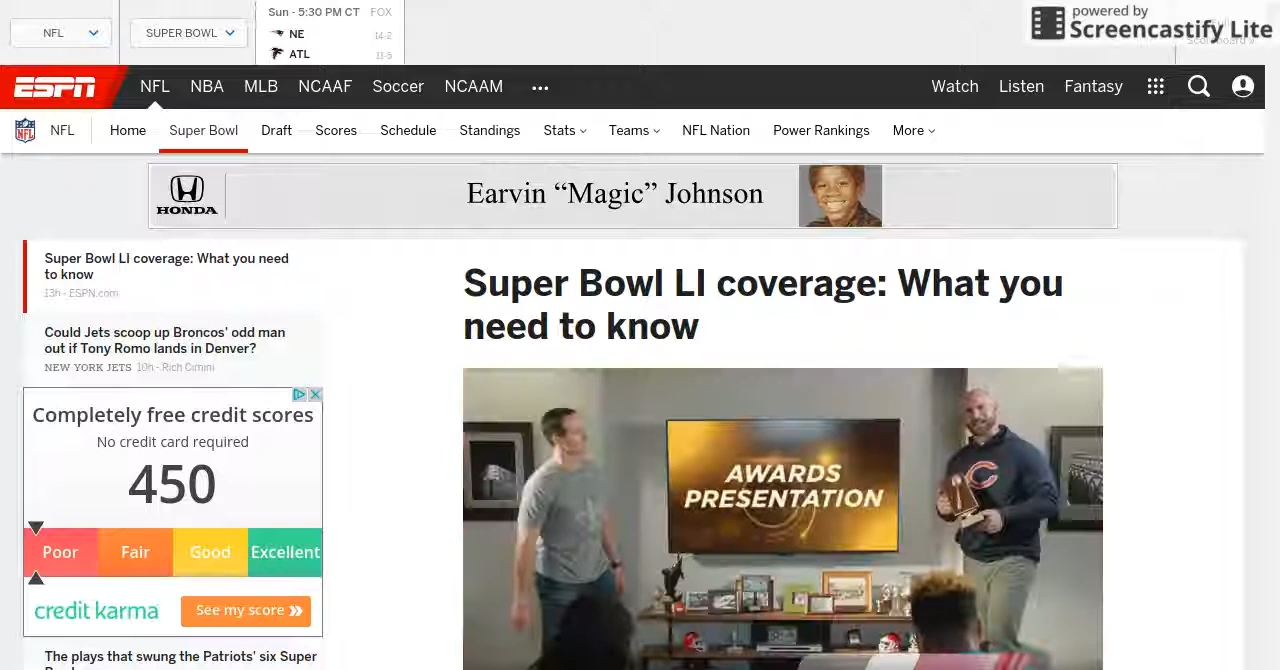 NFL
SUPER BOWL
Sun - 5:30 PM CT FOX
NE 14-2
ATL 11-5
powered by
Screencastify Lite
ESPN
NFL NBA MLB NCAAF Soccer NCAAM ...
Watch Listen Fantasy
NFL Home Super Bowl Draft Scores Schedule Standings Stats Teams NFL Nation Power Rankings More
HONDA
Earvin “Magic” Johnson
Super Bowl LI coverage: What you need
to know
13h - ESPN.com
Could Jets scoop up Broncos' odd man
out if Tony Romo lands in Denver?
NEW YORK JETS 10h - Rich Cimini
Completely free credit scores
No credit card required
450
Poor Fair Good Excellent
credit karma
See my score »
The plays that swung the Patriots' six Super
Super Bowl LI coverage: What you
need to know
AWARDS
PRESENTATION